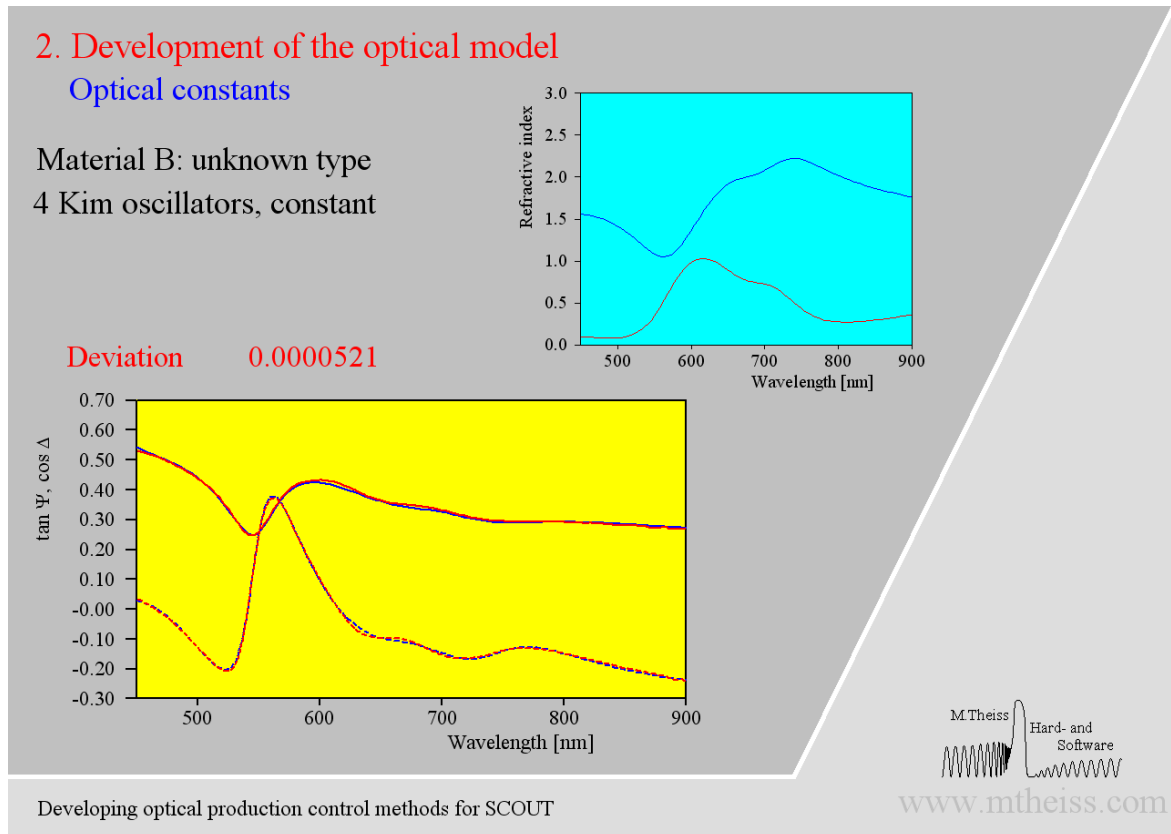 2. Development of the optical model
Optical constants
Material B: unknown type
4 Kim oscillators, constant
Refractive index
3.0
2.5
2.0
1.5
1.0
0.5
0.0
500 600 700 800 900
Wavelength [nm]
Deviation 0.0000521
tan Ψ, cos Δ
0.70
0.60
0.50
0.40
0.30
0.20
0.10
-0.00
-0.10
-0.20
-0.30
500 600 700 800 900
Wavelength [nm]
M.Theiss
Hard- and
Software
www.mtheiss.com
Developing optical production control methods for SCOUT